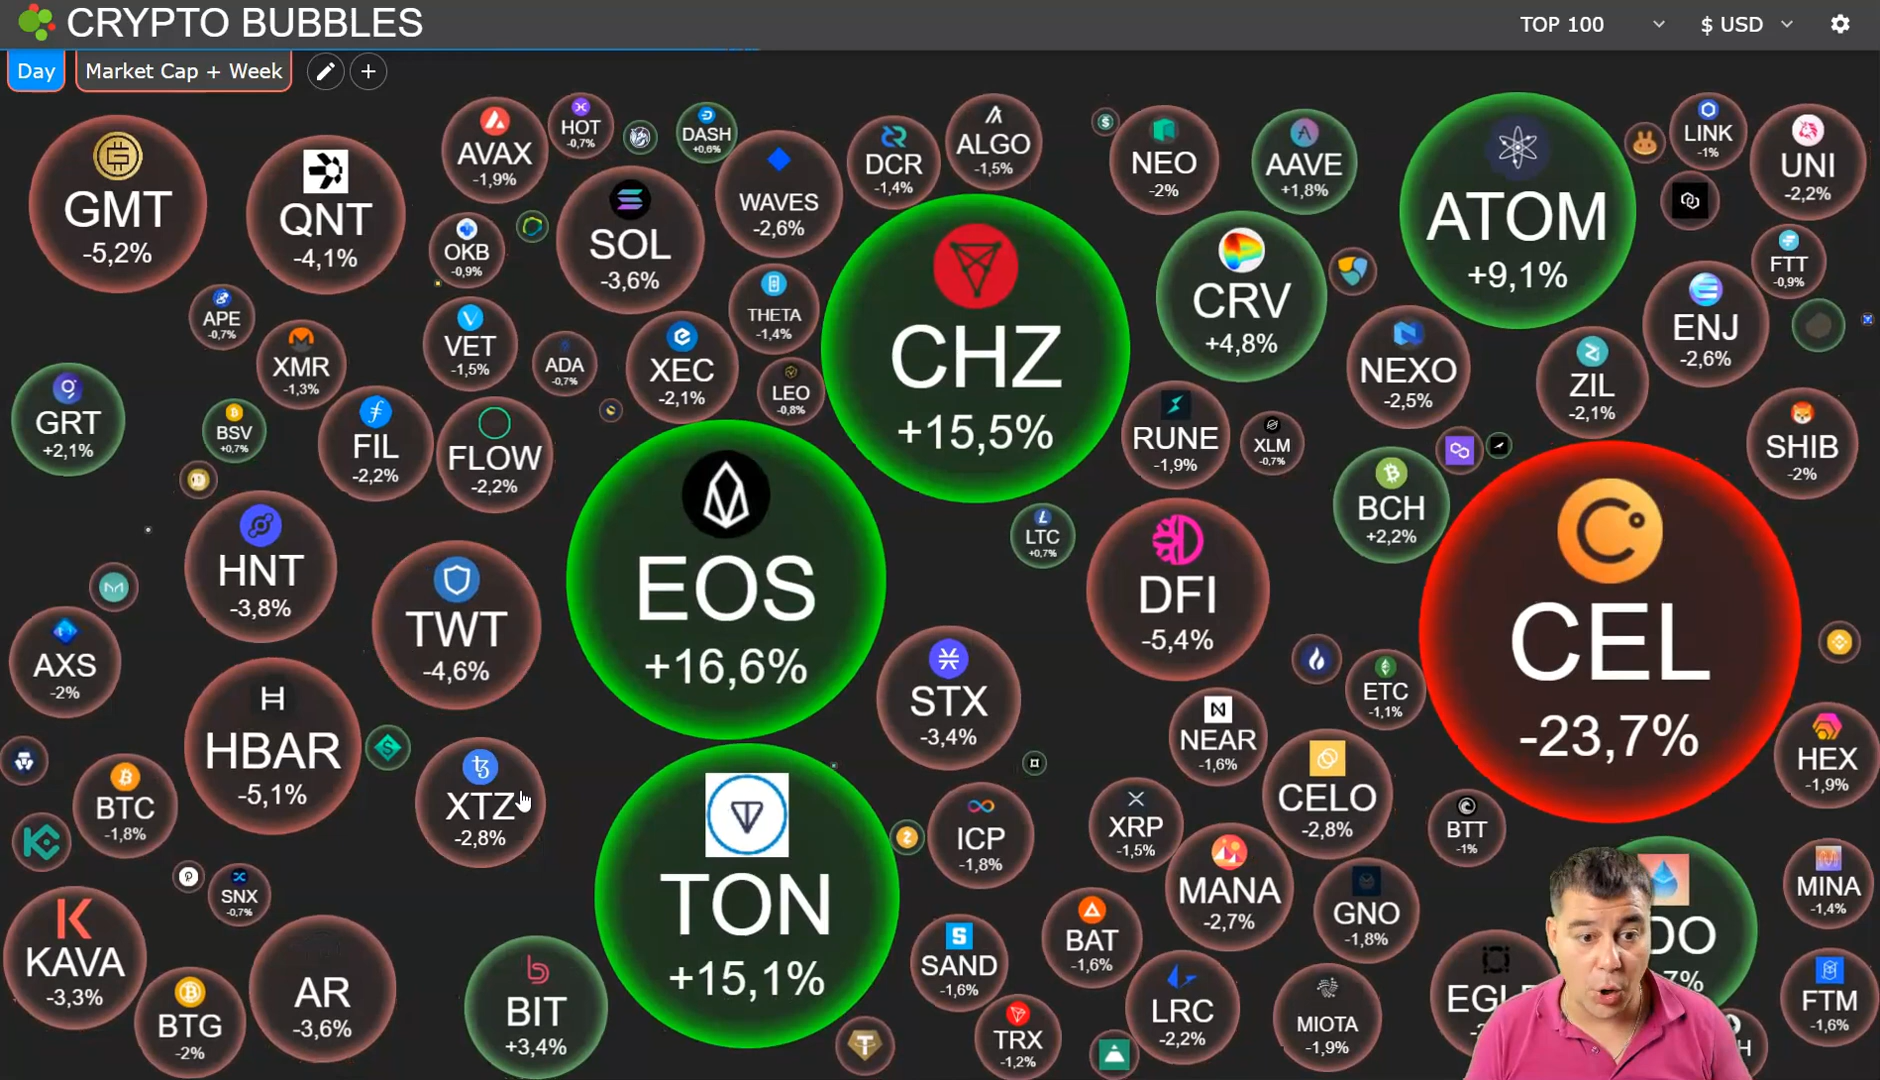 CRYPTO BUBBLES
TOP 100
$ USD
Day
Market Cap + Week
GMT
-5,2%
QNT
-4,1%
AVAX
-1,9%
HOT
-0,7%
DASH
+0,6%
OKB
-0,9%
SOL
-3,6%
WAVES
-2,6%
DCR
-1,4%
ALGO
-1,5%
NEO
-2%
AAVE
+1,8%
ATOM
+9,1%
LINK
-1%
UNI
-2,2%
FTT
-0,9%
APE
-0,7%
XMR
-1,3%
VET
-1,5%
ADA
-0,7%
XEC
-2,1%
THETA
-1,4%
LEO
-0,8%
CHZ
+15,5%
CRV
+4,8%
NEXO
-2,5%
ZIL
-2,1%
ENJ
-2,6%
GRT
+2,1%
BSV
+0,7%
FIL
-2,2%
FLOW
-2,2%
RUNE
-1,9%
XLM
-0,7%
SHIB
-2%
HNT
-3,8%
TWT
-4,6%
EOS
+16,6%
LTC
+0,7%
DFI
-5,4%
BCH
+2,2%
CEL
-23,7%
AXS
-2%
HBAR
-5,1%
STX
-3,4%
NEAR
-1,6%
ETC
-1,1%
HEX
-1,9%
BTC
-1,8%
XTZ
-2,8%
TON
+15,1%
ICP
-1,8%
XRP
-1,5%
CELO
-2,8%
BTT
-1%
SNX
-0,7%
MANA
-2,7%
GNO
-1,8%
MINA
-1,4%
KAVA
-3,3%
BTG
-2%
AR
-3,6%
BIT
+3,4%
SAND
-1,6%
BAT
-1,6%
TRX
-1,2%
LRC
-2,2%
MIOTA
-1,9%
DO
7%
FTM
-1,6%